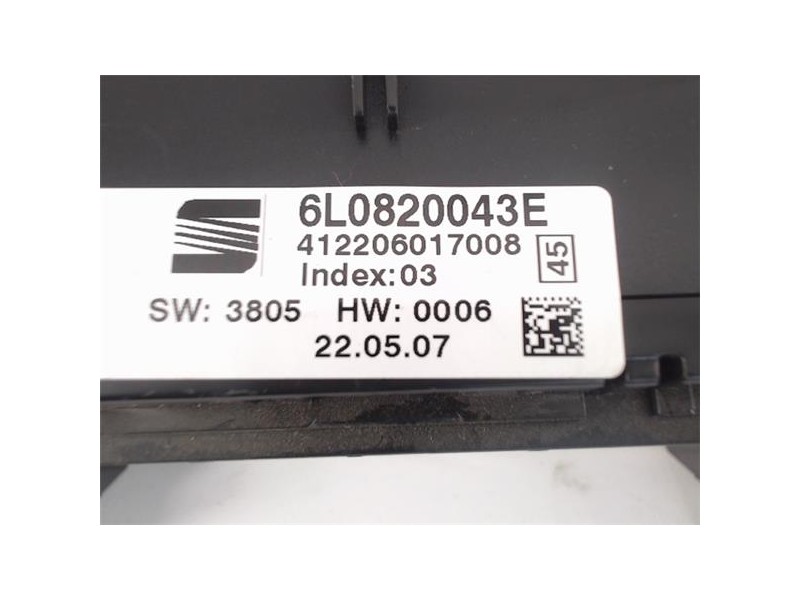 6L0820043E
412206017008 45
Index:03
SW: 3805 HW: 0006
22.05.07